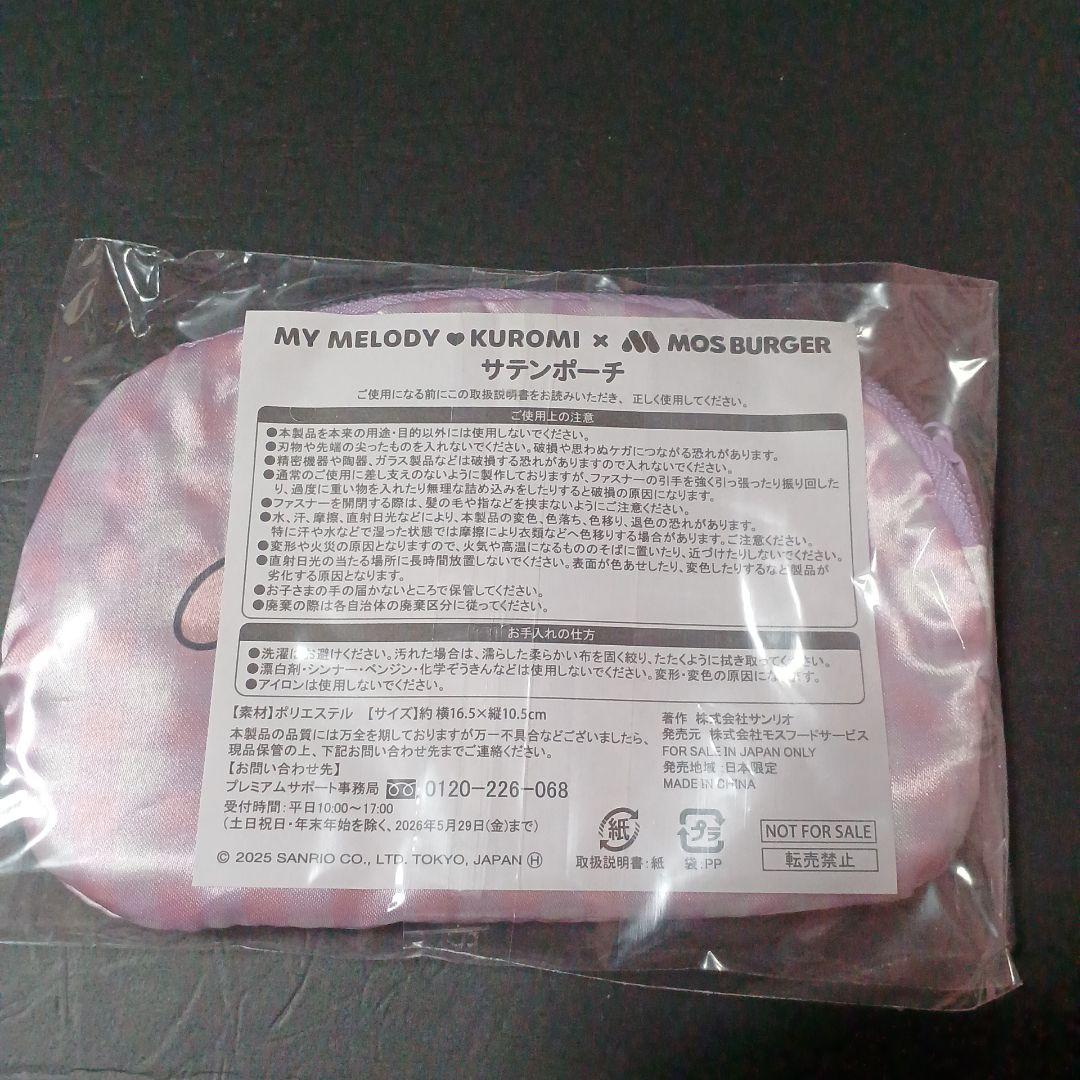 MY MELODY ♥ KUROMI × MOS BURGER
サテンポーチ
ご使用になる前にこの取扱説明書をお読みいただき、正しく使用してください。
ご使用上の注意
●本製品を本来の用途・目的以外には使用しないでください。
●刃物や先端の尖ったものを入れないでください。破損や思わぬケガにつながる恐れがあります。
●精密機器や陶器、ガラス製品などは破損する恐れがありますので入れないでください。
●通常のご使用に差し支えのないように製作しておりますが、ファスナーの引手を強く引っ張ったり振り回した
り、過度に重い物を入れたり無理な詰め込みをしたりすると破損の原因になります。
●ファスナーを開閉する際は、髪の毛や指などを挟まないようにご注意ください。
●水、汗、摩擦、直射日光などにより、本製品の変色、色落ち、色移り、退色の恐れがあります。
特に汗や水などで湿った状態では摩擦により衣類などへ色移りする場合があります。ご注意ください。
●変形や火災の原因となりますので、火気や高温になるもののそばに置いたり、近づけたりしないでください。
●直射日光の当たる場所に長時間放置しないでください。表面が色あせしたり、変色したりするなど製品が
劣化する原因となります。
●お子さまの手の届かないところで保管してください。
●廃棄の際は各自治体の廃棄区分に従ってください。
お手入れの仕方
●洗濯はお避けください。汚れた場合は、濡らした柔らかい布を固く絞り、たたくように拭き取ってください。
●漂白剤・シンナー・ベンジン・化学ぞうきんなどは使用しないでください。変形・変色の原因になります。
●アイロンは使用しないでください。
【素材】ポリエステル 【サイズ】約 横16.5×縦10.5cm
本製品の品質には万全を期しておりますが万一不具合などございましたら、
現品保管の上、下記お問い合わせ先までご連絡ください。
【お問い合わせ先】
プレミアムサポート事務局 0120-226-068
受付時間：平日10:00〜17:00
（土日祝日・年末年始を除く、2026年5月29日(金)まで）
© 2025 SANRIO CO., LTD. TOKYO, JAPAN Ⓗ
著作 株式会社サンリオ
発売元 株式会社モスフードサービス
FOR SALE IN JAPAN ONLY
発売地域：日本限定
MADE IN CHINA
紙
取扱説明書：紙
プラ
袋：PP
NOT FOR SALE
転売禁止